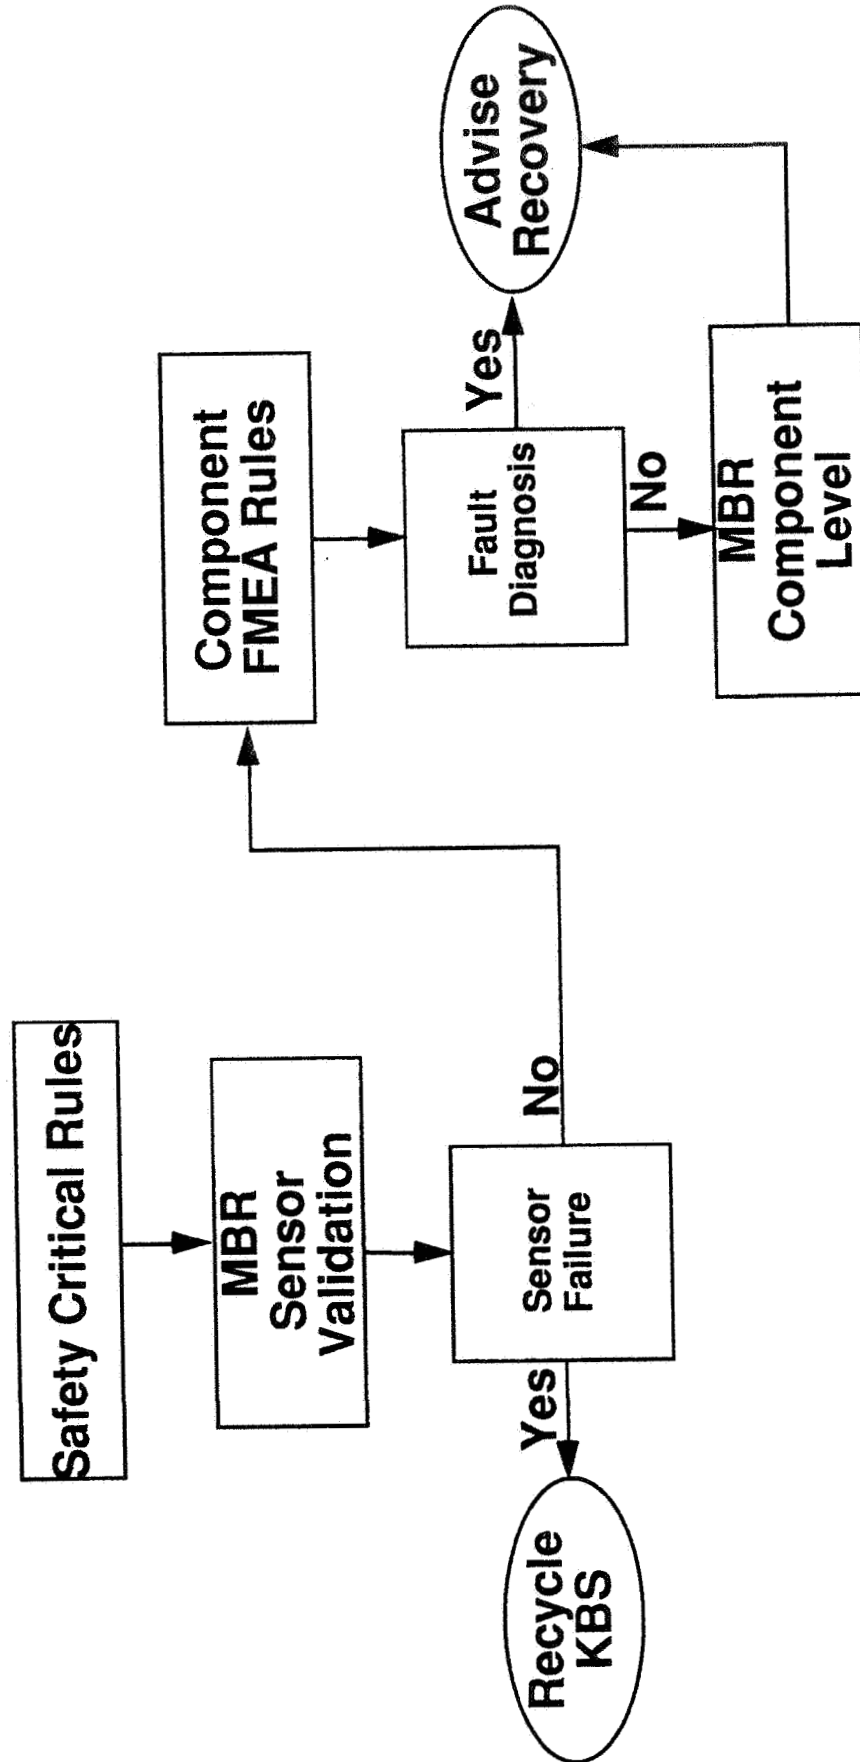 Safety Critical Rules
MBR
Sensor
Validation
Sensor
Failure
Yes
No
Recycle
KBS
Component
FMEA Rules
Fault
Diagnosis
Yes
No
Advise
Recovery
MBR
Component
Level